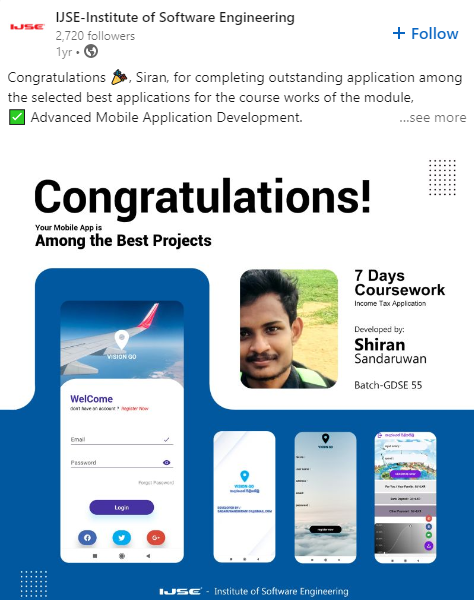 IJSE
IJSE-Institute of Software Engineering
2,720 followers
+ Follow
1yr •
Congratulations 🎉, Siran, for completing outstanding application among
the selected best applications for the course works of the module,
✅ Advanced Mobile Application Development.
...see more
Congratulations!
Your Mobile App is
Among the Best Projects
VISION GO
WelCome
don't have an account ? Register Now
Email
Password
Forgot Password
Login
7 Days
Coursework
Income Tax Application
Developed by:
Shiran
Sandaruwan
Batch-GDSE 55
VISION GO
VISION GO
IJSE - Institute of Software Engineering